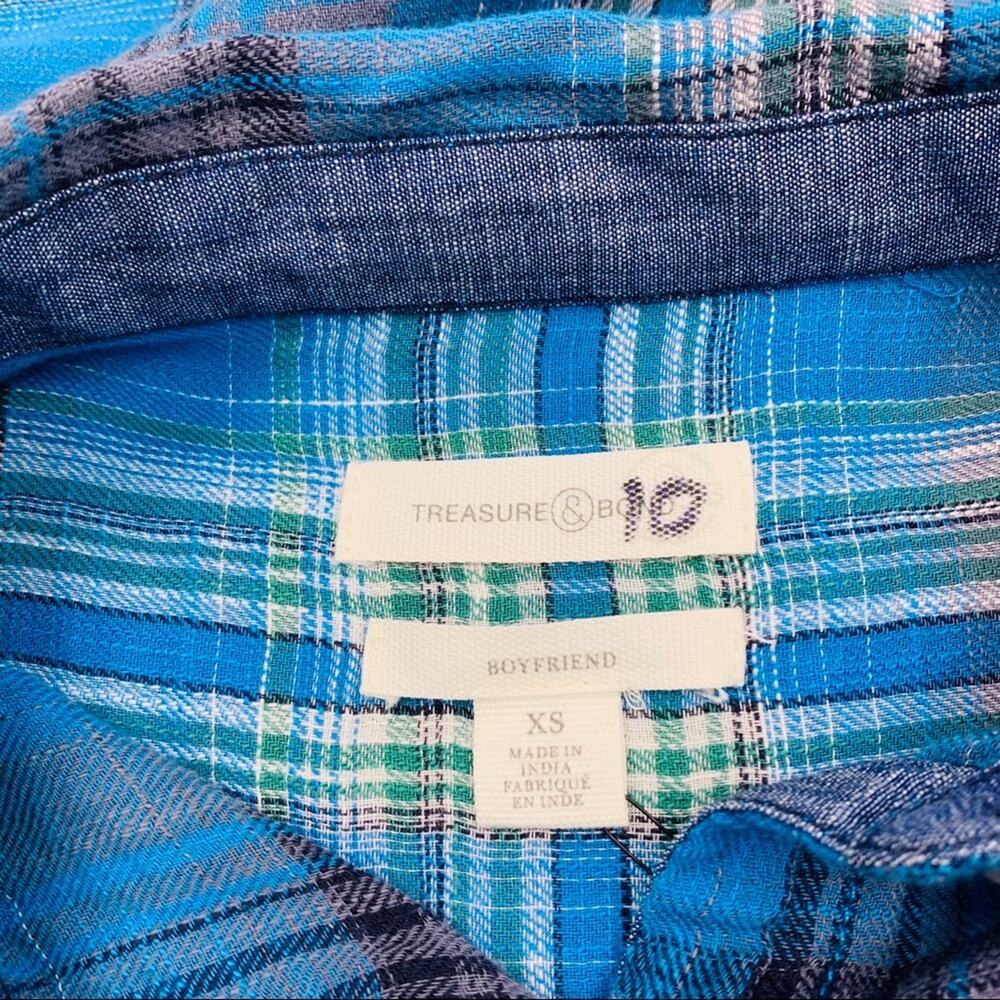 TREASURE & BOND 10
BOYFRIEND
XS
MADE IN
INDIA
FABRIQUÉ
EN INDE